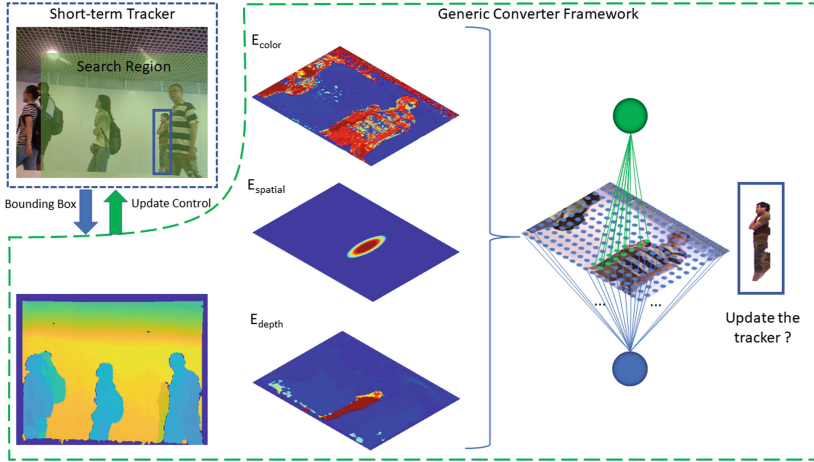 Short-term Tracker
Generic Converter Framework
Search Region
E_color
Bounding Box
Update Control
E_spatial
E_depth
...
...
Update the
tracker ?